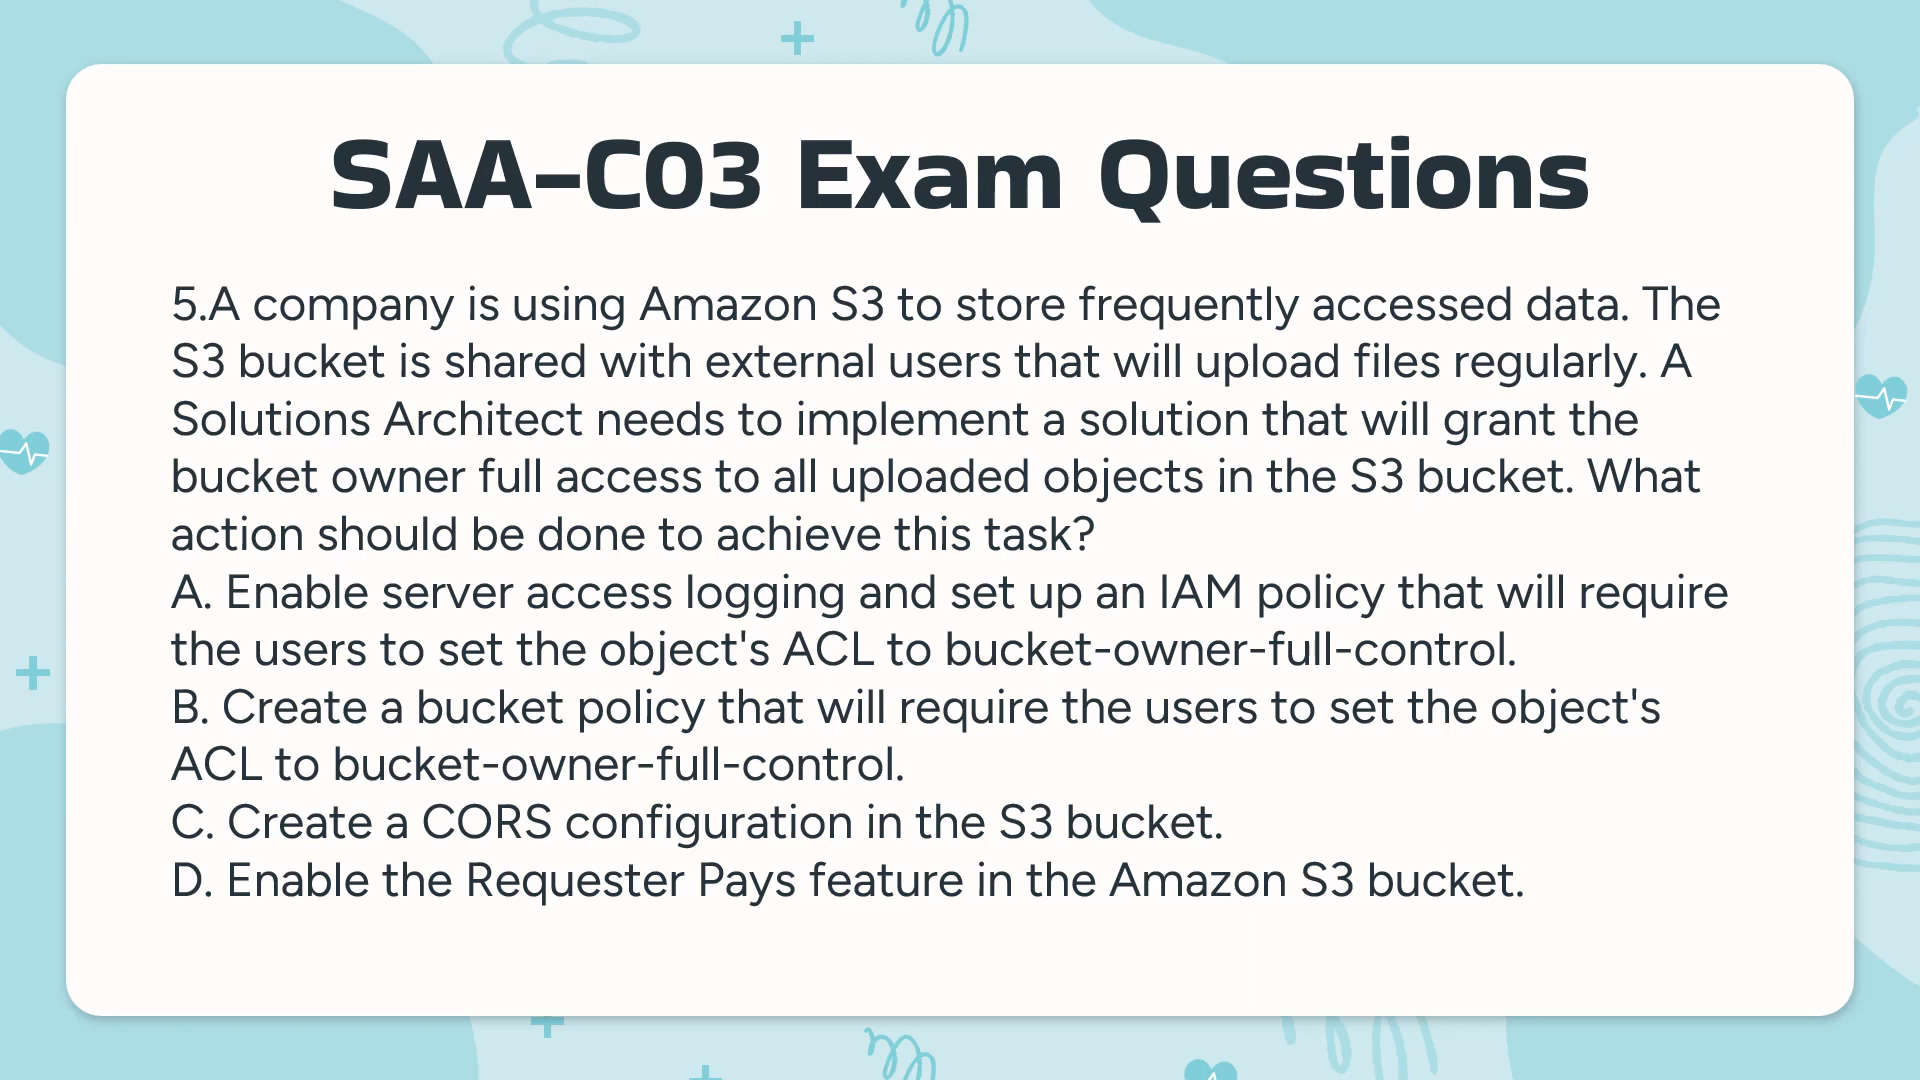 SAA-C03 Exam Questions
5.A company is using Amazon S3 to store frequently accessed data. The
S3 bucket is shared with external users that will upload files regularly. A
Solutions Architect needs to implement a solution that will grant the
bucket owner full access to all uploaded objects in the S3 bucket. What
action should be done to achieve this task?
A. Enable server access logging and set up an IAM policy that will require
the users to set the object's ACL to bucket-owner-full-control.
B. Create a bucket policy that will require the users to set the object's
ACL to bucket-owner-full-control.
C. Create a CORS configuration in the S3 bucket.
D. Enable the Requester Pays feature in the Amazon S3 bucket.